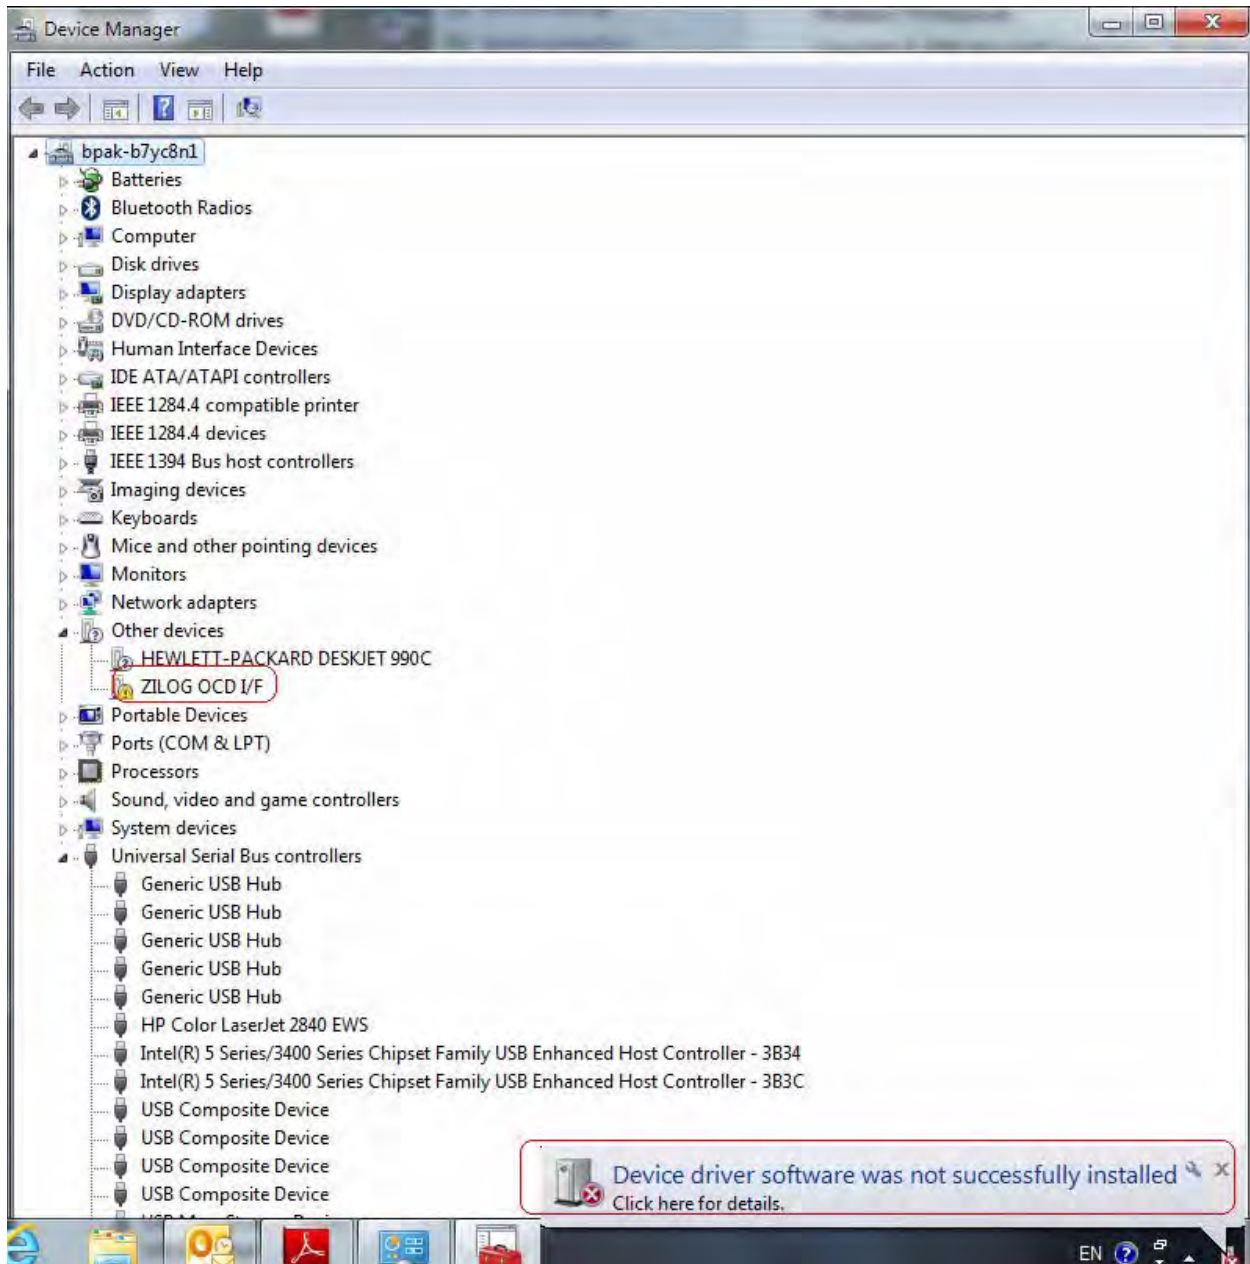 Device Manager
File Action View Help
bpak-b7yc8n1
Batteries
Bluetooth Radios
Computer
Disk drives
Display adapters
DVD/CD-ROM drives
Human Interface Devices
IDE ATA/ATAPI controllers
IEEE 1284.4 compatible printer
IEEE 1284.4 devices
IEEE 1394 Bus host controllers
Imaging devices
Keyboards
Mice and other pointing devices
Monitors
Network adapters
Other devices
HEWLETT-PACKARD DESKJET 990C
ZILOG OCD I/F
Portable Devices
Ports (COM & LPT)
Processors
Sound, video and game controllers
System devices
Universal Serial Bus controllers
Generic USB Hub
Generic USB Hub
Generic USB Hub
Generic USB Hub
Generic USB Hub
HP Color LaserJet 2840 EWS
Intel(R) 5 Series/3400 Series Chipset Family USB Enhanced Host Controller - 3B34
Intel(R) 5 Series/3400 Series Chipset Family USB Enhanced Host Controller - 3B3C
USB Composite Device
USB Composite Device
USB Composite Device
USB Composite Device
Device driver software was not successfully installed
Click here for details.
EN